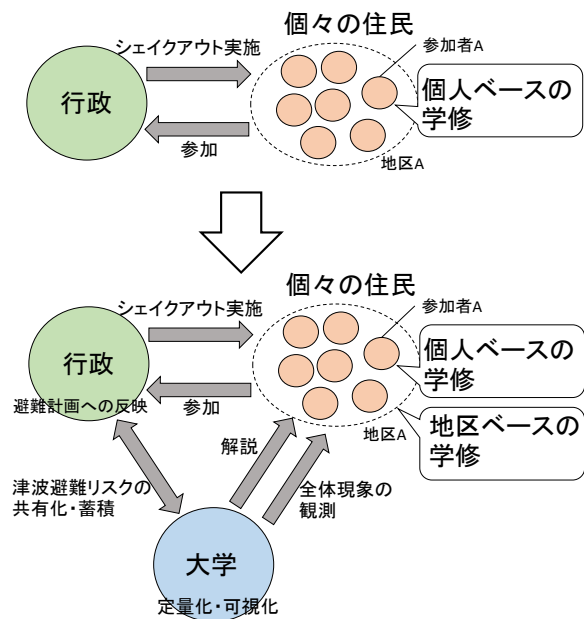 個々の住民
シェイクアウト実施
参加者A
行政
個人ベースの
学修
参加
地区A
個々の住民
シェイクアウト実施
参加者A
行政
個人ベースの
学修
避難計画への反映
参加
地区A
地区ベースの
学修
解説
津波避難リスクの
共有化・蓄積
全体現象の
観測
大学
定量化・可視化